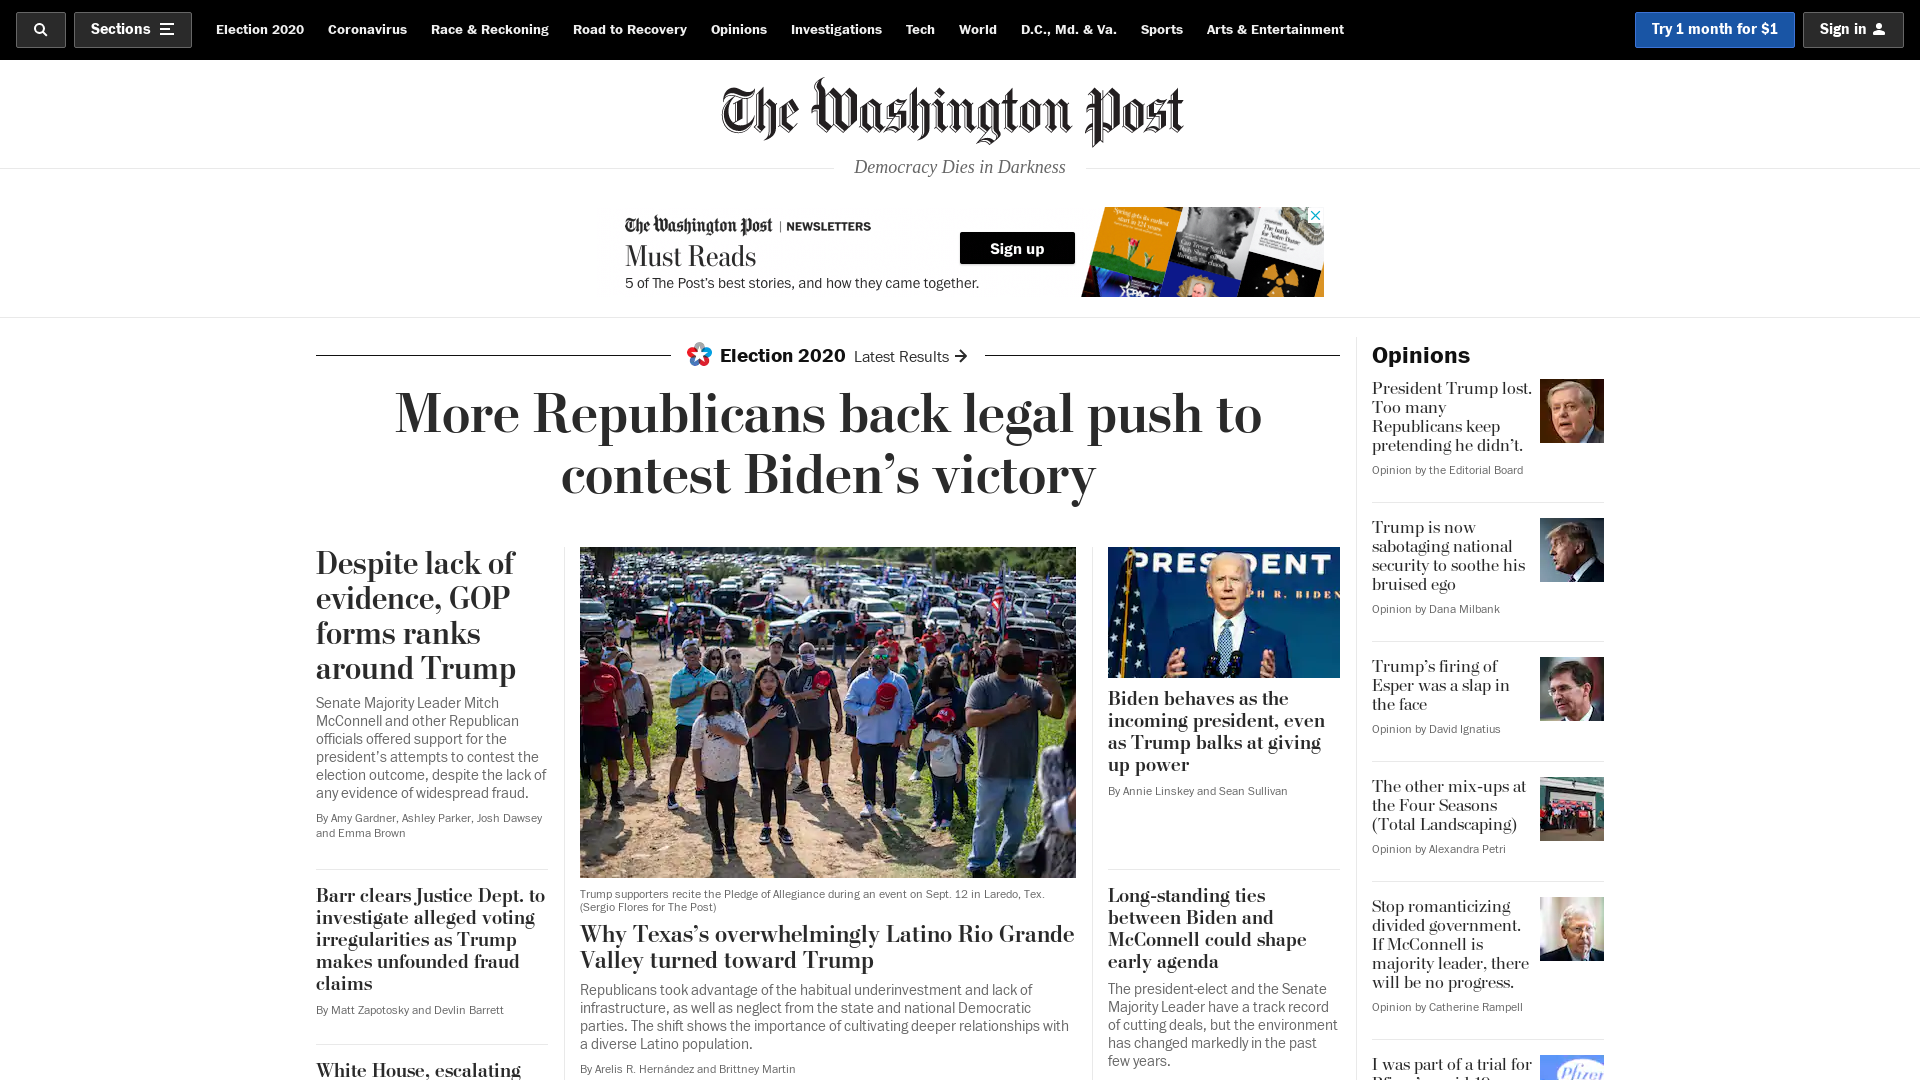 Sections
Election 2020
Coronavirus
Race & Reckoning
Road to Recovery
Opinions
Investigations
Tech
World
D.C., Md. & Va.
Sports
Arts & Entertainment
Try 1 month for $1
Sign in
The Washington Post
Democracy Dies in Darkness
The Washington Post | NEWSLETTERS
Must Reads
5 of The Post's best stories, and how they came together.
Sign up
Election 2020 Latest Results
More Republicans back legal push to
contest Biden’s victory
Despite lack of
evidence, GOP
forms ranks
around Trump
Senate Majority Leader Mitch
McConnell and other Republican
officials offered support for the
president’s attempts to contest the
election outcome, despite the lack of
any evidence of widespread fraud.
By Amy Gardner, Ashley Parker, Josh Dawsey
and Emma Brown
Barr clears Justice Dept. to
investigate alleged voting
irregularities as Trump
makes unfounded fraud
claims
By Matt Zapotosky and Devlin Barrett
White House, escalating
Trump supporters recite the Pledge of Allegiance during an event on Sept. 12 in Laredo, Tex.
(Sergio Flores for The Post)
Why Texas’s overwhelmingly Latino Rio Grande
Valley turned toward Trump
Republicans took advantage of the habitual underinvestment and lack of
infrastructure, as well as neglect from the state and national Democratic
parties. The shift shows the importance of cultivating deeper relationships with
a diverse Latino population.
By Arelis R. Hernández and Brittney Martin
PRESIDENT
PH R. BIDEN
Biden behaves as the
incoming president, even
as Trump balks at giving
up power
By Annie Linskey and Sean Sullivan
Long-standing ties
between Biden and
McConnell could shape
early agenda
The president-elect and the Senate
Majority Leader have a track record
of cutting deals, but the environment
has changed markedly in the past
few years.
Opinions
President Trump lost.
Too many
Republicans keep
pretending he didn’t.
Opinion by the Editorial Board
Trump is now
sabotaging national
security to soothe his
bruised ego
Opinion by Dana Milbank
Trump’s firing of
Esper was a slap in
the face
Opinion by David Ignatius
The other mix-ups at
the Four Seasons
(Total Landscaping)
Opinion by Alexandra Petri
Stop romanticizing
divided government.
If McConnell is
majority leader, there
will be no progress.
Opinion by Catherine Rampell
I was part of a trial for
Pfizer